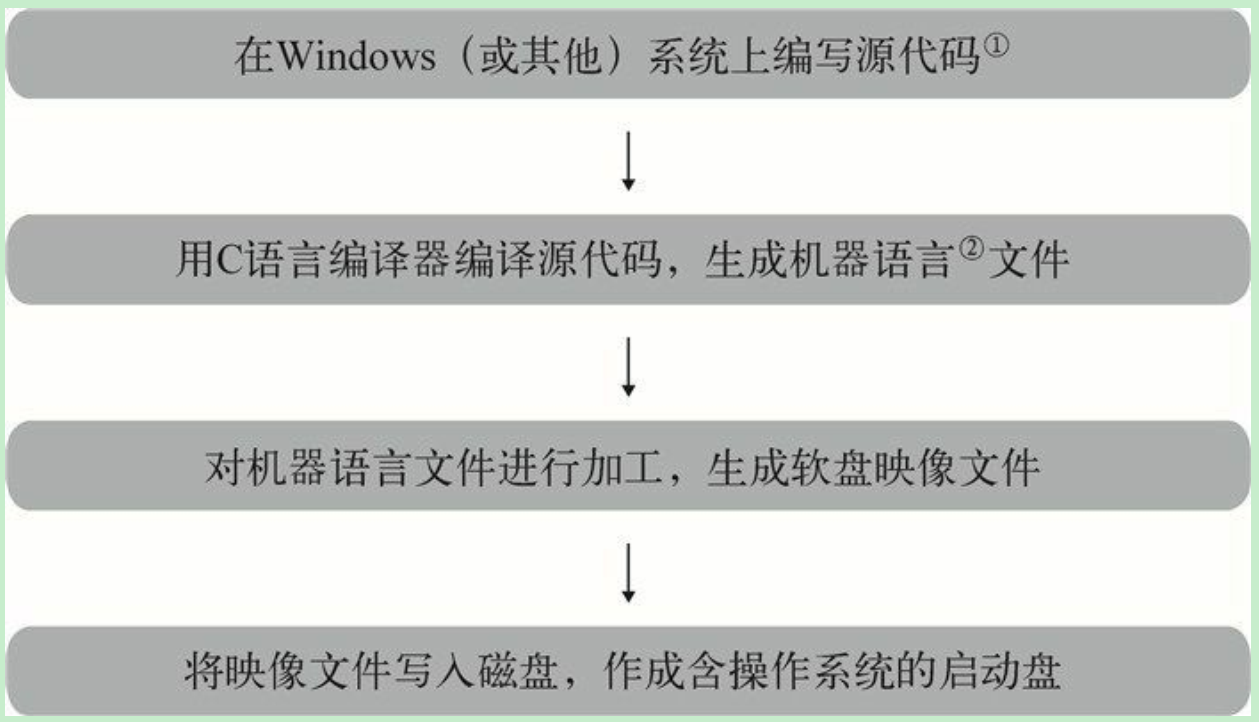 在Windows（或其他）系统上编写源代码①
用C语言编译器编译源代码，生成机器语言②文件
对机器语言文件进行加工，生成软盘映像文件
将映像文件写入磁盘，作成含操作系统的启动盘